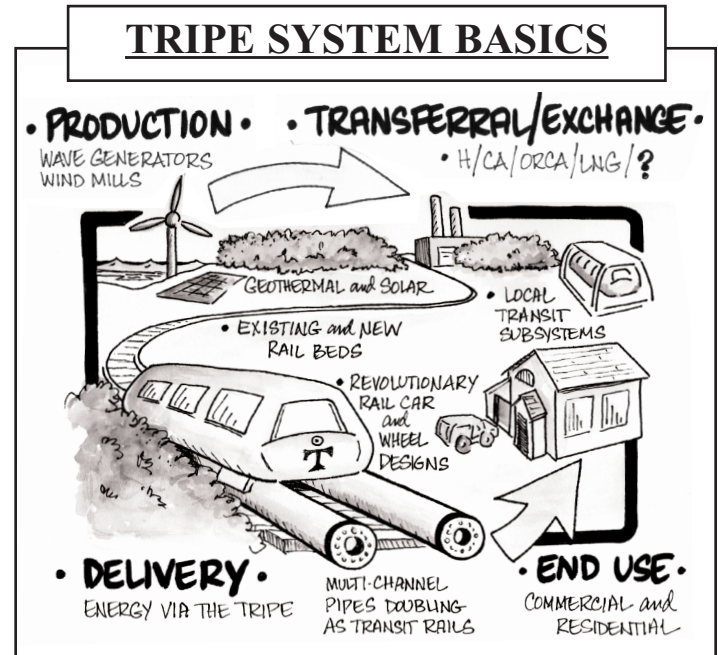 TRIPE SYSTEM BASICS
• PRODUCTION •
WAVE GENERATORS
WIND MILLS
• TRANSFERRAL/EXCHANGE •
• H/CA/ORCA/LNG/?
GEOTHERMAL and SOLAR
• EXISTING and NEW
RAIL BEDS
• LOCAL
TRANSIT
SUBSYSTEMS
• REVOLUTIONARY
RAIL CAR
and
WHEEL
DESIGNS
T
• DELIVERY •
ENERGY VIA THE TRIPE
MULTI-CHANNEL
PIPES DOUBLING
AS TRANSIT RAILS
• END USE •
COMMERCIAL and
RESIDENTIAL